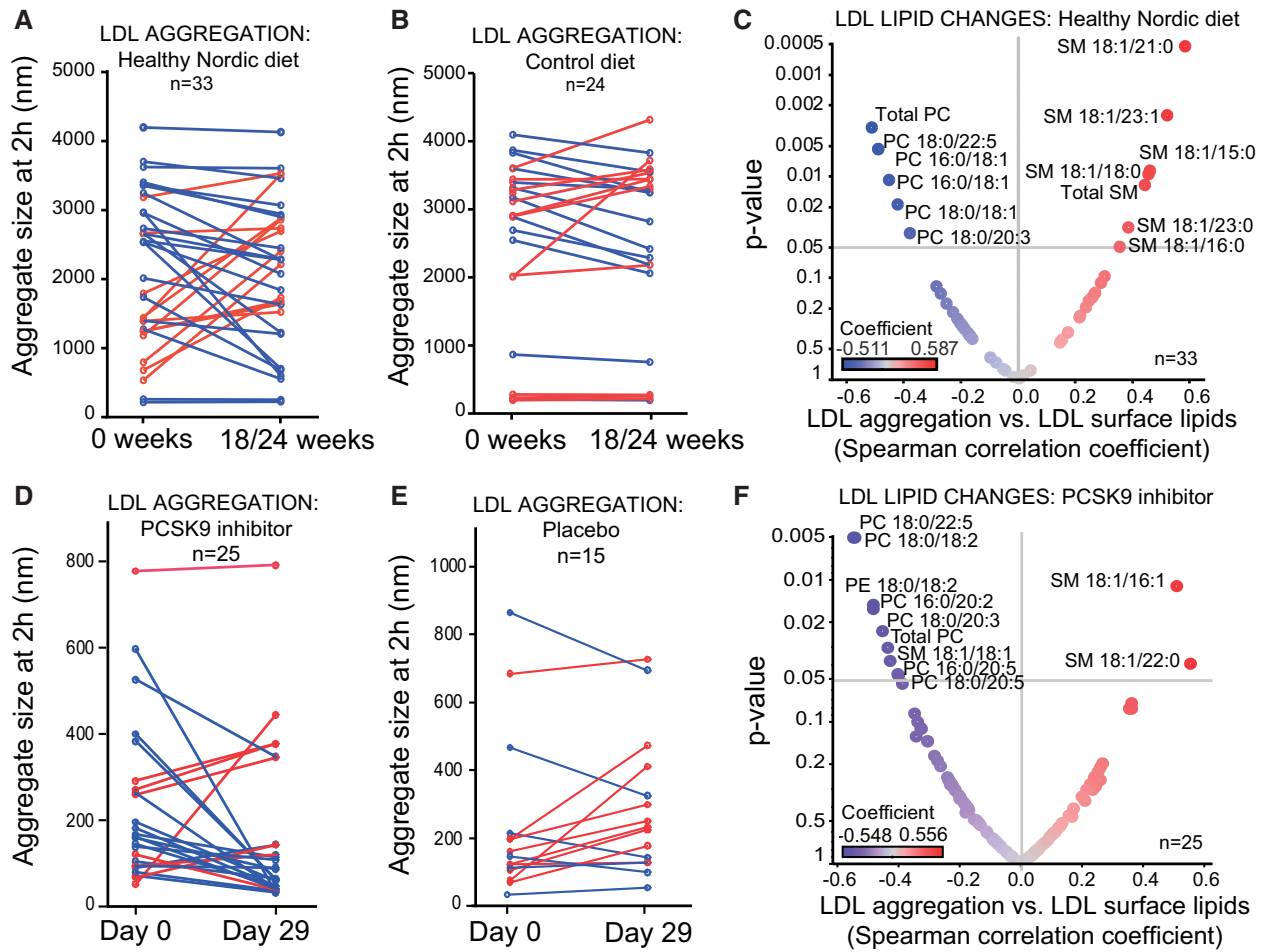 A
LDL AGGREGATION:
Healthy Nordic diet
n=33
Aggregate size at 2h (nm)
5000
4000
3000
2000
1000
0
0 weeks
18/24 weeks
B
LDL AGGREGATION:
Control diet
n=24
Aggregate size at 2h (nm)
5000
4000
3000
2000
1000
0
0 weeks
18/24 weeks
C
LDL LIPID CHANGES: Healthy Nordic diet
p-value
0.0005
0.001
0.002
0.005
0.01
0.02
0.05
0.1
0.2
0.5
1
SM 18:1/21:0
Total PC
SM 18:1/23:1
PC 18:0/22:5
PC 16:0/18:1
SM 18:1/15:0
SM 18:1/18:0
PC 16:0/18:1
Total SM
PC 18:0/18:1
SM 18:1/23:0
PC 18:0/20:3
SM 18:1/16:0
Coefficient
-0.511 0.587
n=33
-0.6 -0.4 -0.2 0.0 0.2 0.4 0.6
LDL aggregation vs. LDL surface lipids
(Spearman correlation coefficient)
D
LDL AGGREGATION:
PCSK9 inhibitor
n=25
Aggregate size at 2h (nm)
800
600
400
200
0
Day 0
Day 29
E
LDL AGGREGATION:
Placebo
n=15
Aggregate size at 2h (nm)
1000
800
600
400
200
0
Day 0
Day 29
F
LDL LIPID CHANGES: PCSK9 inhibitor
p-value
0.005
0.01
0.02
0.05
0.1
0.2
0.5
1
PC 18:0/22:5
PC 18:0/18:2
SM 18:1/16:1
PE 18:0/18:2
PC 16:0/20:2
PC 18:0/20:3
Total PC
SM 18:1/18:1
SM 18:1/22:0
PC 16:0/20:5
PC 18:0/20:5
Coefficient
-0.548 0.556
n=25
-0.6 -0.4 -0.2 0.0 0.2 0.4 0.6
LDL aggregation vs. LDL surface lipids
(Spearman correlation coefficient)